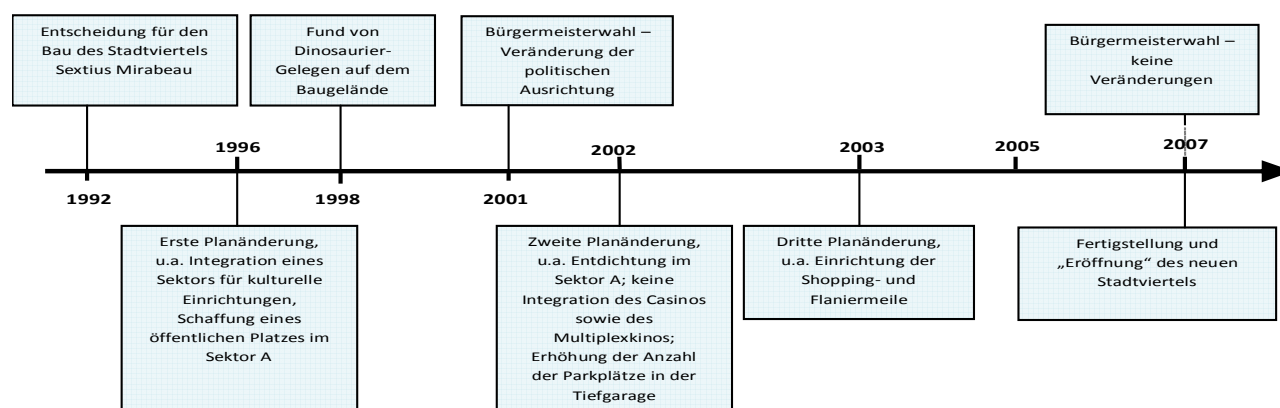 Entscheidung für den
Bau des Stadtviertels
Sextius Mirabeau
Fund von
Dinosaurier-
Gelegen auf dem
Baugelände
Bürgermeisterwahl –
Veränderung der
politischen
Ausrichtung
Bürgermeisterwahl –
keine
Veränderungen
1996
2002
2003
2005
2007
1992
1998
2001
Erste Planänderung,
u.a. Integration eines
Sektors für kulturelle
Einrichtungen,
Schaffung eines
öffentlichen Platzes im
Sektor A
Zweite Planänderung,
u.a. Entdichtung im
Sektor A; keine
Integration des Casinos
sowie des
Multiplexkinos;
Erhöhung der Anzahl
der Parkplätze in der
Tiefgarage
Dritte Planänderung,
u.a. Einrichtung der
Shopping- und
Flaniermeile
Fertigstellung und
„Eröffnung“ des neuen
Stadtviertels